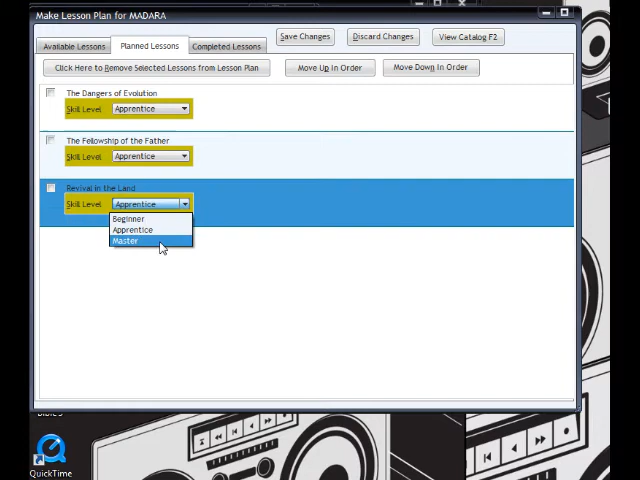 Make Lesson Plan for MADARA
Available Lessons
Planned Lessons
Completed Lessons
Save Changes
Discard Changes
View Catalog F2
Click Here to Remove Selected Lessons from Lesson Plan
Move Up In Order
Move Down In Order
The Dangers of Evolution
Skill Level Apprentice
The Fellowship of the Father
Skill Level Apprentice
Revival in the Land
Skill Level Apprentice
Beginner
Apprentice
Master
QuickTime